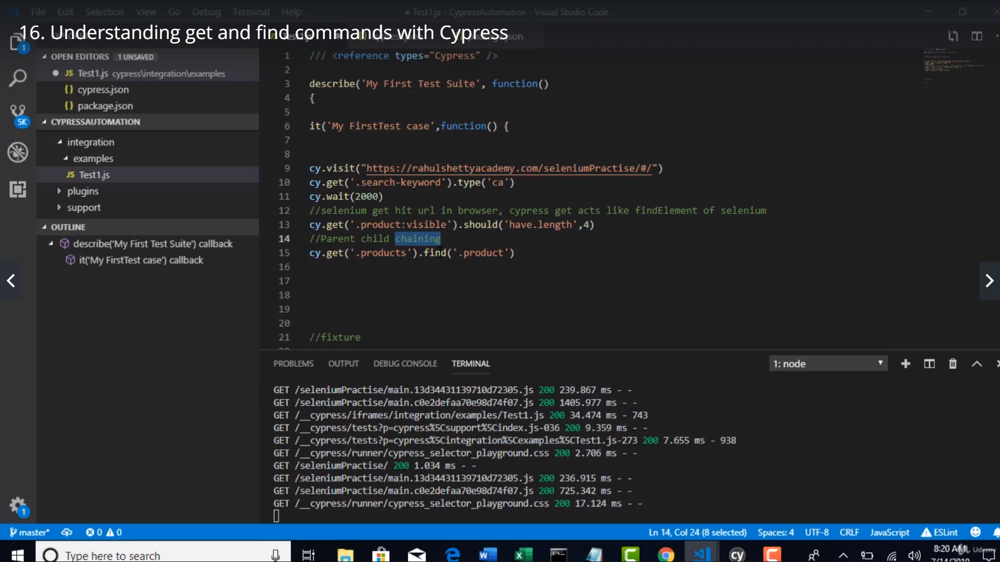 File Edit Selection View Go Debug Terminal Help
● Test1.js - CypressAutomation - Visual Studio Code
16. Understanding get and find commands with Cypress
OPEN EDITORS 1 UNSAVED
JS Test1.js cypress\integration\examples
{} cypress.json
{} package.json
CYPRESSAUTOMATION
integration
examples
JS Test1.js
plugins
support
OUTLINE
describe('My First Test Suite') callback
it('My FirstTest case') callback
1
5K
1
1 /// <reference types="Cypress" />
2
3 describe('My First Test Suite', function()
4 {
5
6 it('My FirstTest case',function() {
7
8
9 cy.visit("https://rahulshettyacademy.com/seleniumPractise/#/")
10 cy.get('.search-keyword').type('ca')
11 cy.wait(2000)
12 //selenium get hit url in browser, cypress get acts like findElement of selenium
13 cy.get('.product:visible').should('have.length',4)
14 //Parent child chaining
15 cy.get('.products').find('.product')
16
17
18
19
20
21 //fixture
PROBLEMS OUTPUT DEBUG CONSOLE TERMINAL
1: node
GET /seleniumPractise/main.13d34431139710d72305.js 200 239.867 ms - -
GET /seleniumPractise/main.c0e2defaa70e98d74f07.js 200 1405.977 ms - -
GET /__cypress/iframes/integration/examples/Test1.js 200 34.474 ms - 743
GET /__cypress/tests?p=cypress%5Csupport%5Cindex.js-036 200 9.359 ms - -
GET /__cypress/tests?p=cypress%5Cintegration%5Cexamples%5CTest1.js-273 200 7.655 ms - 938
GET /__cypress/runner/cypress_selector_playground.css 200 2.706 ms - -
GET /seleniumPractise/ 200 1.034 ms - -
GET /seleniumPractise/main.13d34431139710d72305.js 200 236.915 ms - -
GET /seleniumPractise/main.c0e2defaa70e98d74f07.js 200 725.342 ms - -
GET /__cypress/runner/cypress_selector_playground.css 200 17.124 ms - -
master* 0 0
Ln 14, Col 24 (8 selected) Spaces: 4 UTF-8 CRLF JavaScript ESLint
Type here to search
cy
8:20 AM
Udemy